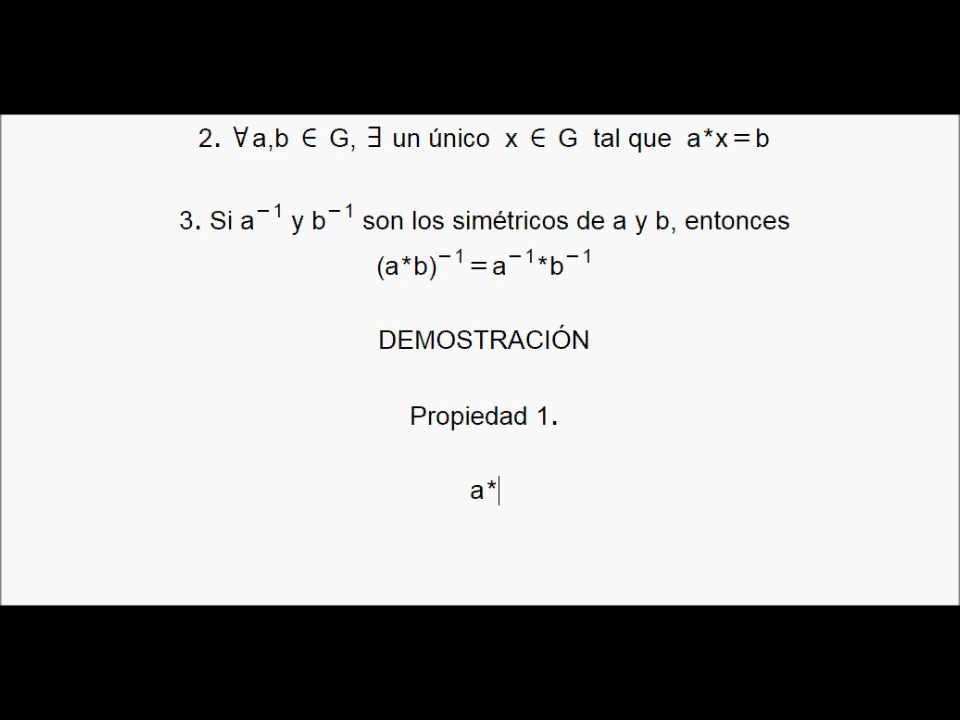 2. ∀a,b ∈ G, ∃ un único x ∈ G tal que a*x=b
3. Si a⁻¹ y b⁻¹ son los simétricos de a y b, entonces
(a*b)⁻¹=a⁻¹*b⁻¹
DEMOSTRACIÓN
Propiedad 1.
a*